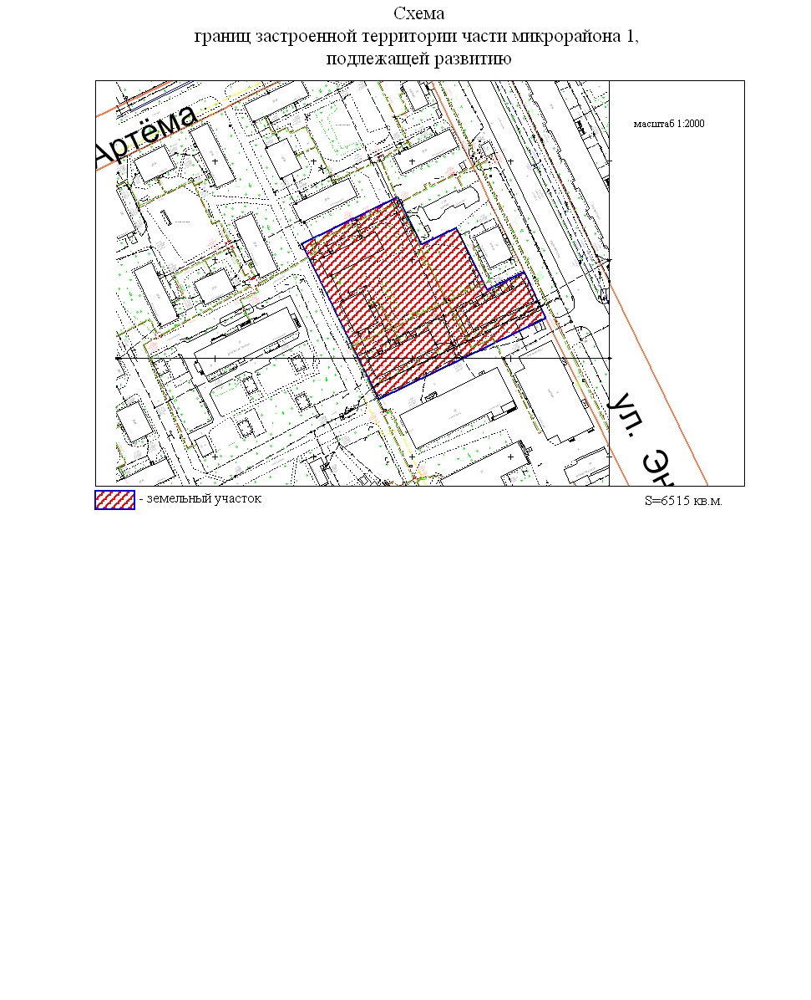 Схема
границ застроенной территории части микрорайона 1,
подлежащей развитию
Артёма
масштаб 1:2000
ул. Эн
- земельный участок
S=6515 кв.м.